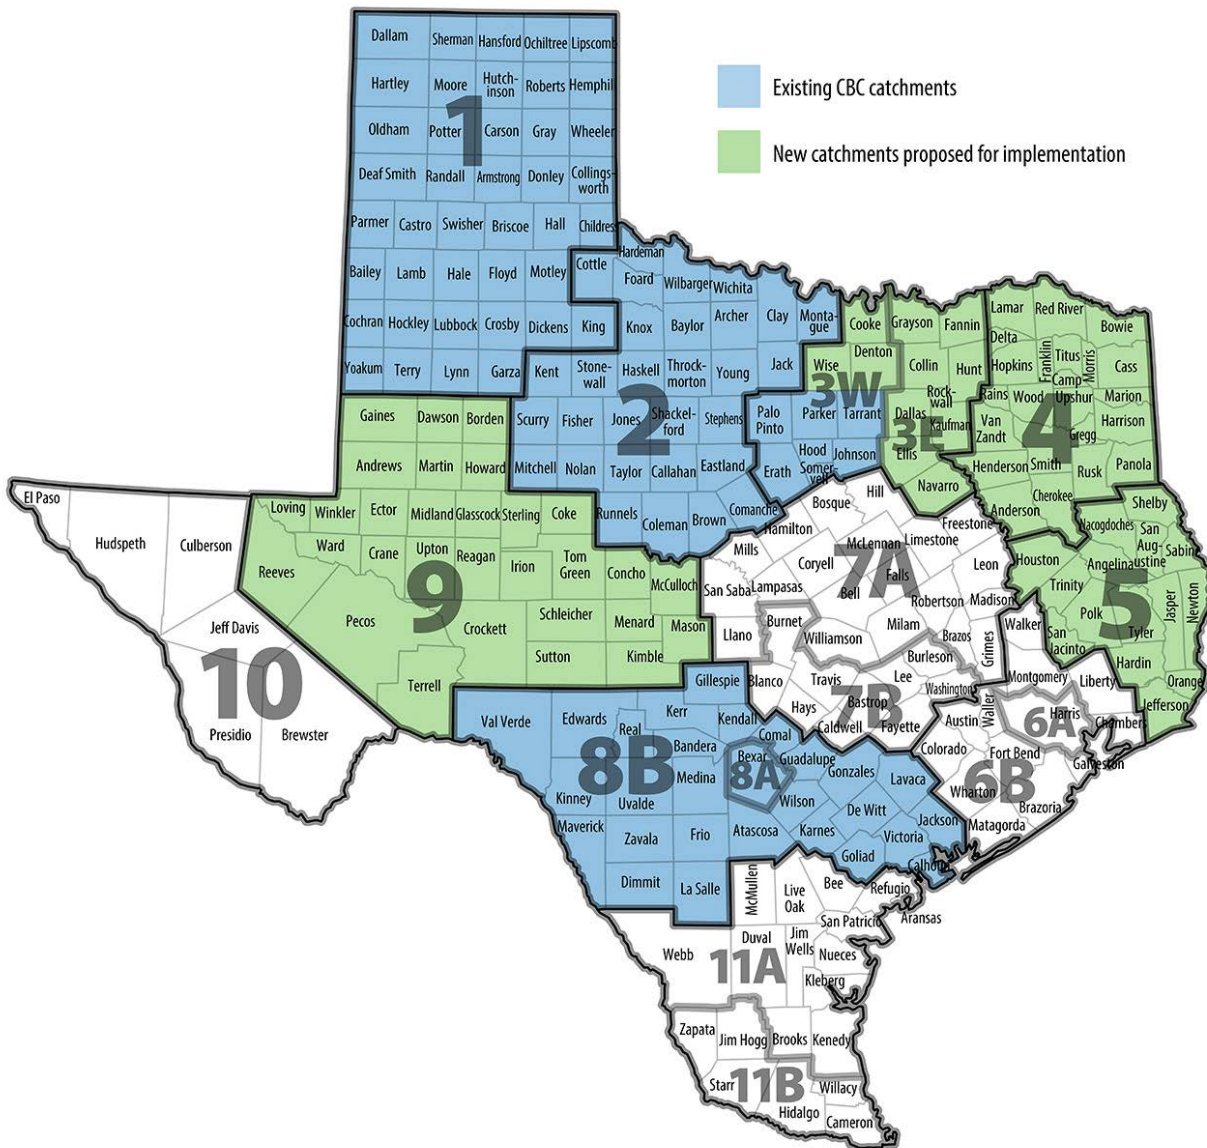 Dallam
Sherman
Hansford
Ochiltree
Lipscomb
Existing CBC catchments
New catchments proposed for implementation
Hartley
Moore
Hutch-
inson
Roberts
Hemphill
1
Oldham
Potter
Carson
Gray
Wheeler
Deaf Smith
Randall
Armstrong
Donley
Collings-
worth
Parmer
Castro
Swisher
Briscoe
Hall
Childress
Bailey
Lamb
Hale
Floyd
Motley
Cochran
Hockley
Lubbock
Crosby
Dickens
King
Yoakum
Terry
Lynn
Garza
Cottle
Hardeman
Foard
Wilbarger
Wichita
Knox
Baylor
Archer
Clay
Monta-
gue
Kent
Stone-
wall
Haskell
Throck-
morton
Young
Jack
2
Scurry
Fisher
Jones
Shackel-
ford
Stephens
Mitchell
Nolan
Taylor
Callahan
Eastland
Runnels
Coleman
Brown
Comanche
Cooke
Wise
Denton
3W
Palo
Pinto
Parker
Tarrant
Hood
Somer-
vell
Johnson
Erath
Grayson
Fannin
Collin
Hunt
Rock-
wall
Dallas
Kaufman
3E
Ellis
Navarro
Lamar
Red River
Bowie
Delta
Hopkins
Franklin
Titus
Morris
Cass
Camp
Rains
Wood
Upshur
Marion
4
Van
Zandt
Gregg
Harrison
Henderson
Smith
Rusk
Panola
Anderson
Cherokee
Shelby
Nacogdoches
San
Aug-
ustine
Sabine
Houston
Angelina
Trinity
5
Polk
Tyler
Jasper
Newton
San
Jacinto
Hardin
Orange
Jefferson
Gaines
Dawson
Borden
Andrews
Martin
Howard
Loving
Winkler
Ector
Midland
Glasscock
Sterling
Coke
Ward
Crane
Upton
Reagan
Irion
Tom
Green
Concho
McCulloch
Reeves
9
Pecos
Crockett
Schleicher
Menard
Mason
Sutton
Kimble
Terrell
El Paso
Hudspeth
Culberson
Jeff Davis
10
Presidio
Brewster
Hill
Bosque
Hamilton
Freestone
Mills
McLennan
Limestone
Coryell
7A
Leon
Falls
San Saba
Lampasas
Bell
Robertson
Madison
Burnet
Llano
Williamson
Milam
Brazos
Grimes
Burleson
Blanco
Travis
Lee
Washington
Hays
7B
Bastrop
Caldwell
Fayette
Walker
Montgomery
Liberty
Waller
6A
Harris
Chambers
Austin
Colorado
Fort Bend
Galveston
6B
Wharton
Brazoria
Matagorda
Gillespie
Val Verde
Edwards
Real
Kerr
Kendall
Bandera
Comal
Bexar
Guadalupe
8B
Medina
8A
Gonzales
Lavaca
Kinney
Uvalde
Wilson
De Witt
Maverick
Zavala
Frio
Atascosa
Karnes
Jackson
Victoria
Goliad
Calhoun
Dimmit
La Salle
McMullen
Live
Oak
Bee
Refugio
Aransas
San Patricio
Webb
Duval
Jim
Wells
Nueces
11A
Kleberg
Zapata
Jim Hogg
Brooks
Kenedy
Starr
11B
Willacy
Hidalgo
Cameron